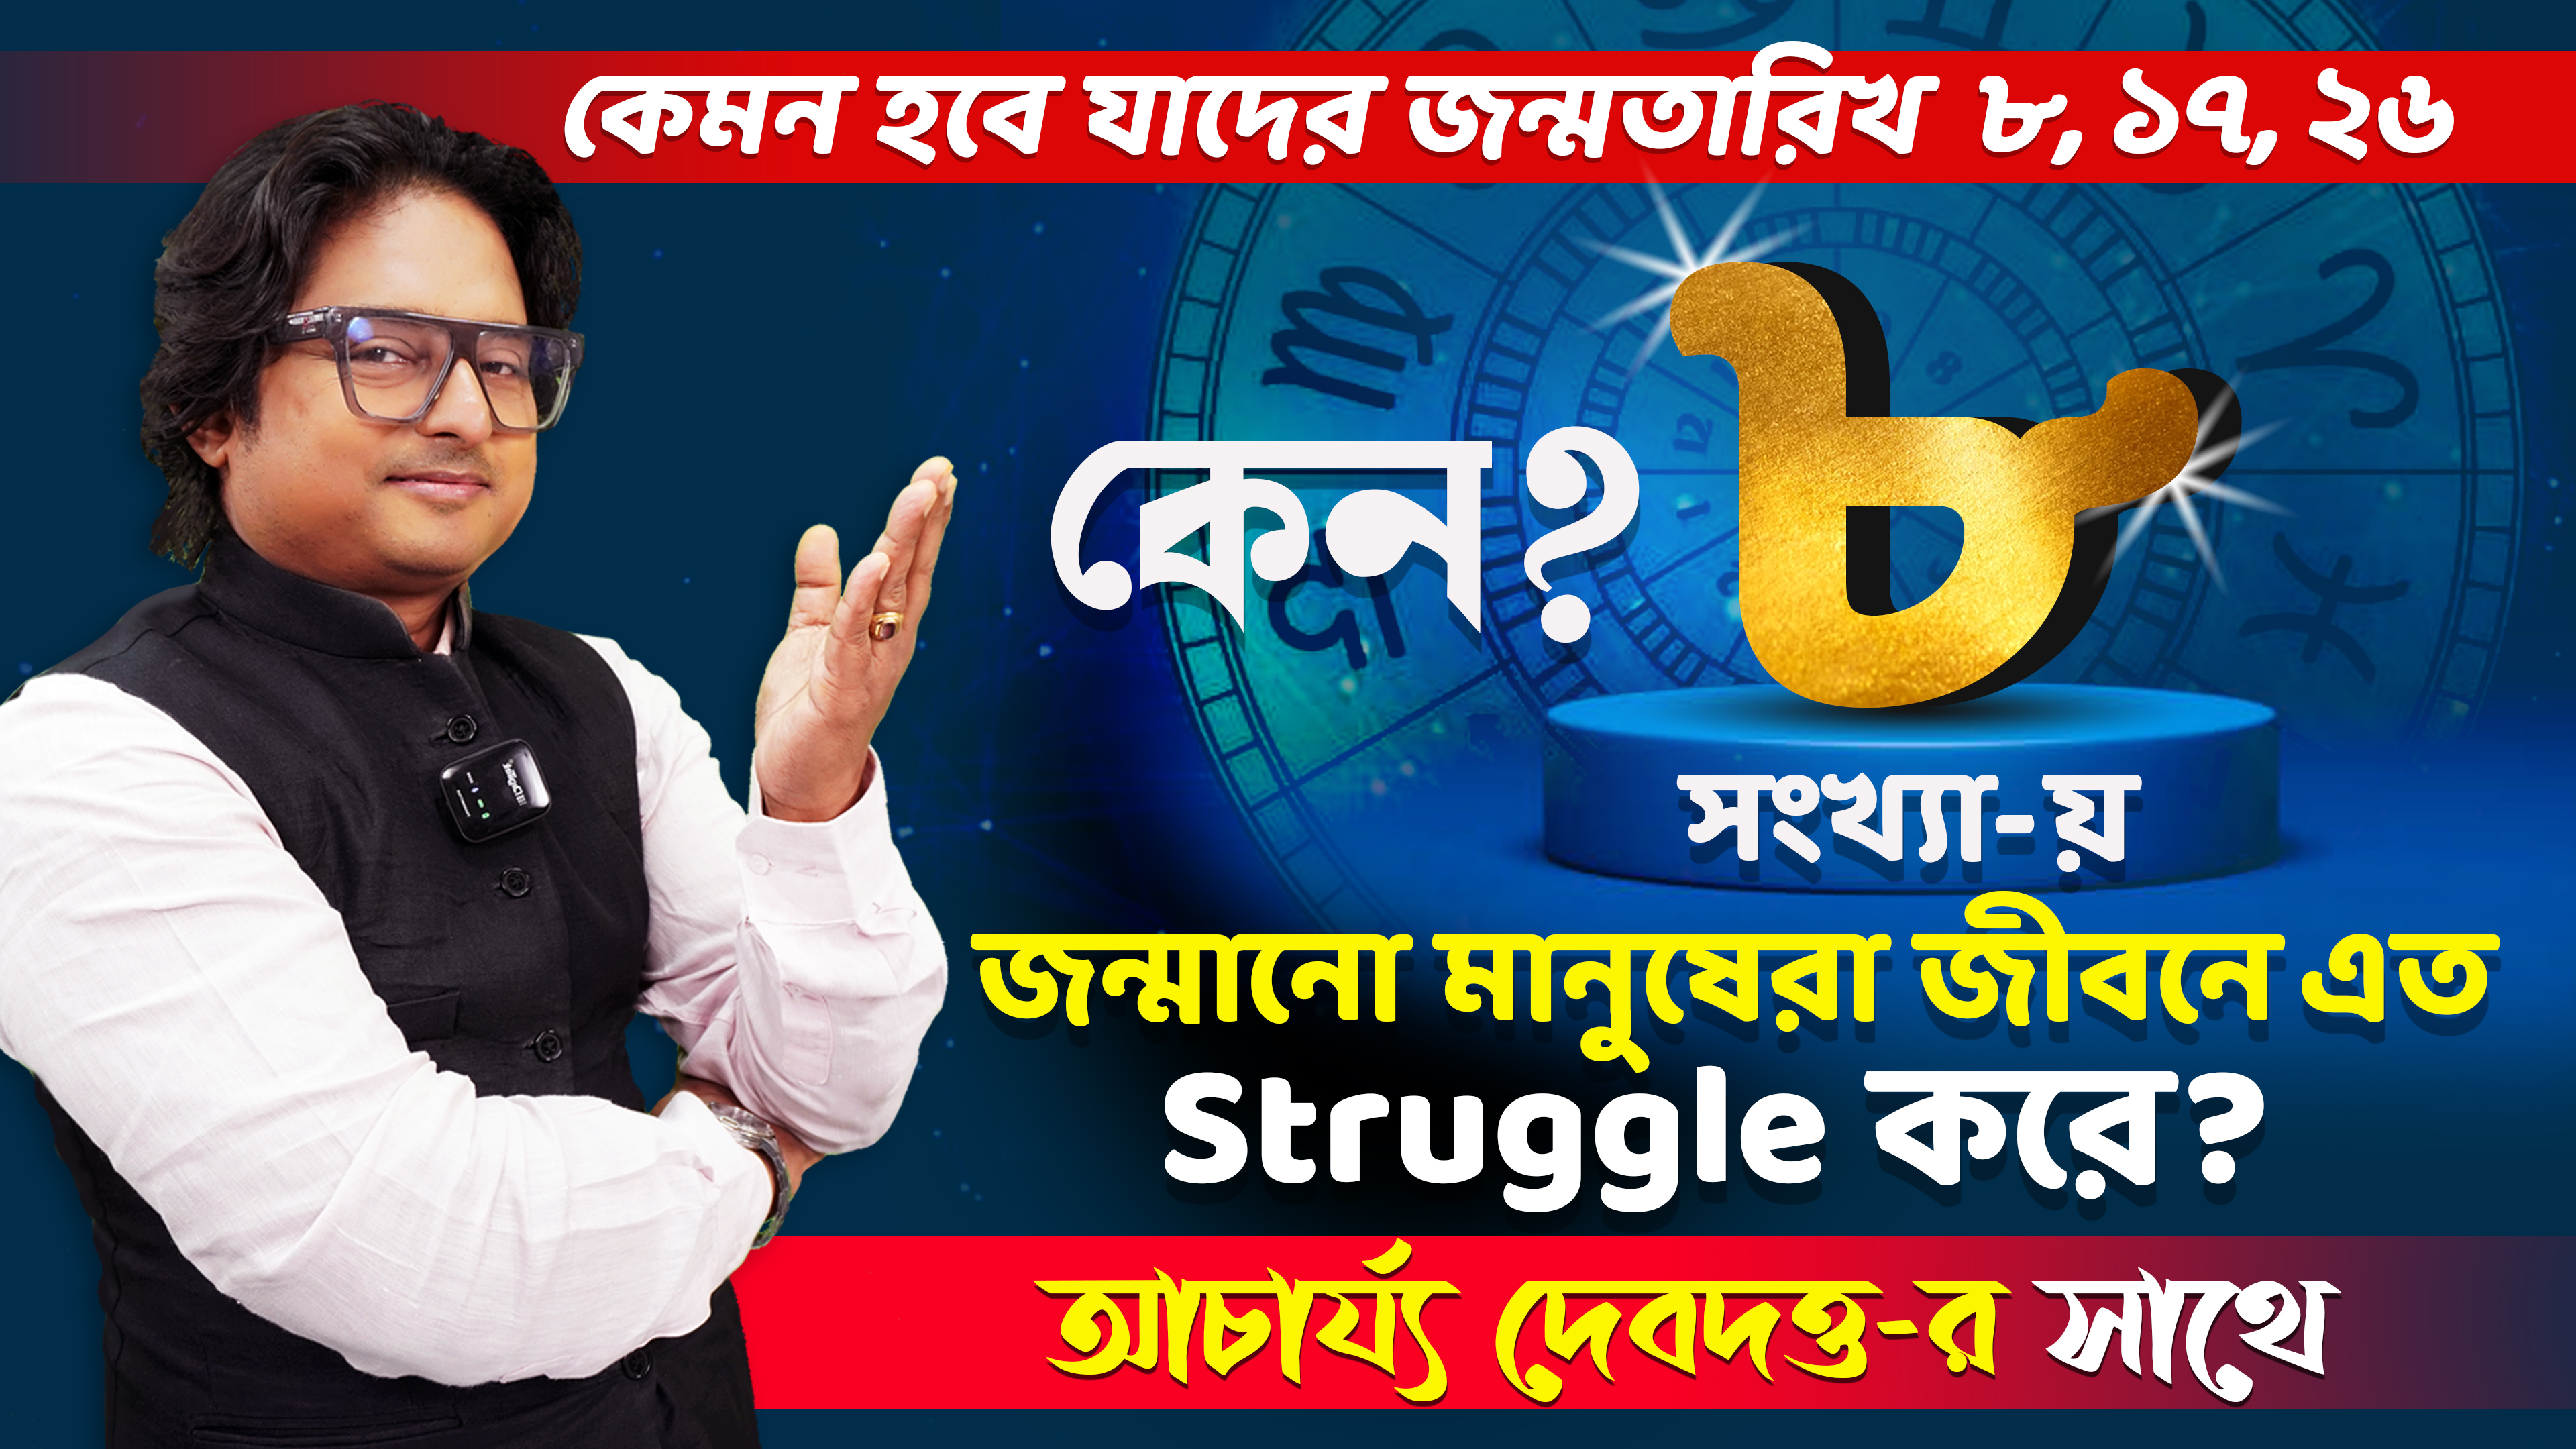 কেমন হবে যাদের জন্মতারিখ ৮, ১৭, ২৬
কেন? ৮
সংখ্যা-য়
জন্মানো মানুষেরা জীবনে এত
Struggle করে?
আচার্য্য দেবদত্ত-র সাথে